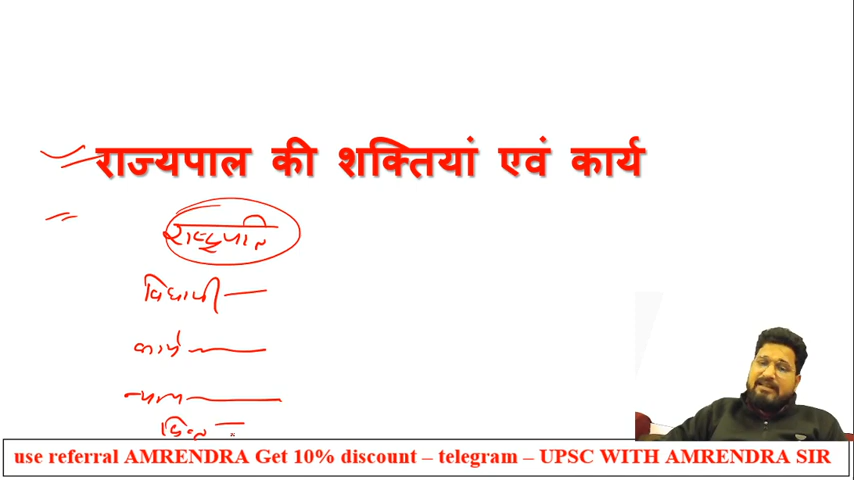 राज्यपाल की शक्तियां एवं कार्य
राष्ट्रपति
विधायी
कार्य
न्याय
वित्त
use referral AMRENDRA Get 10% discount – telegram – UPSC WITH AMRENDRA SIR